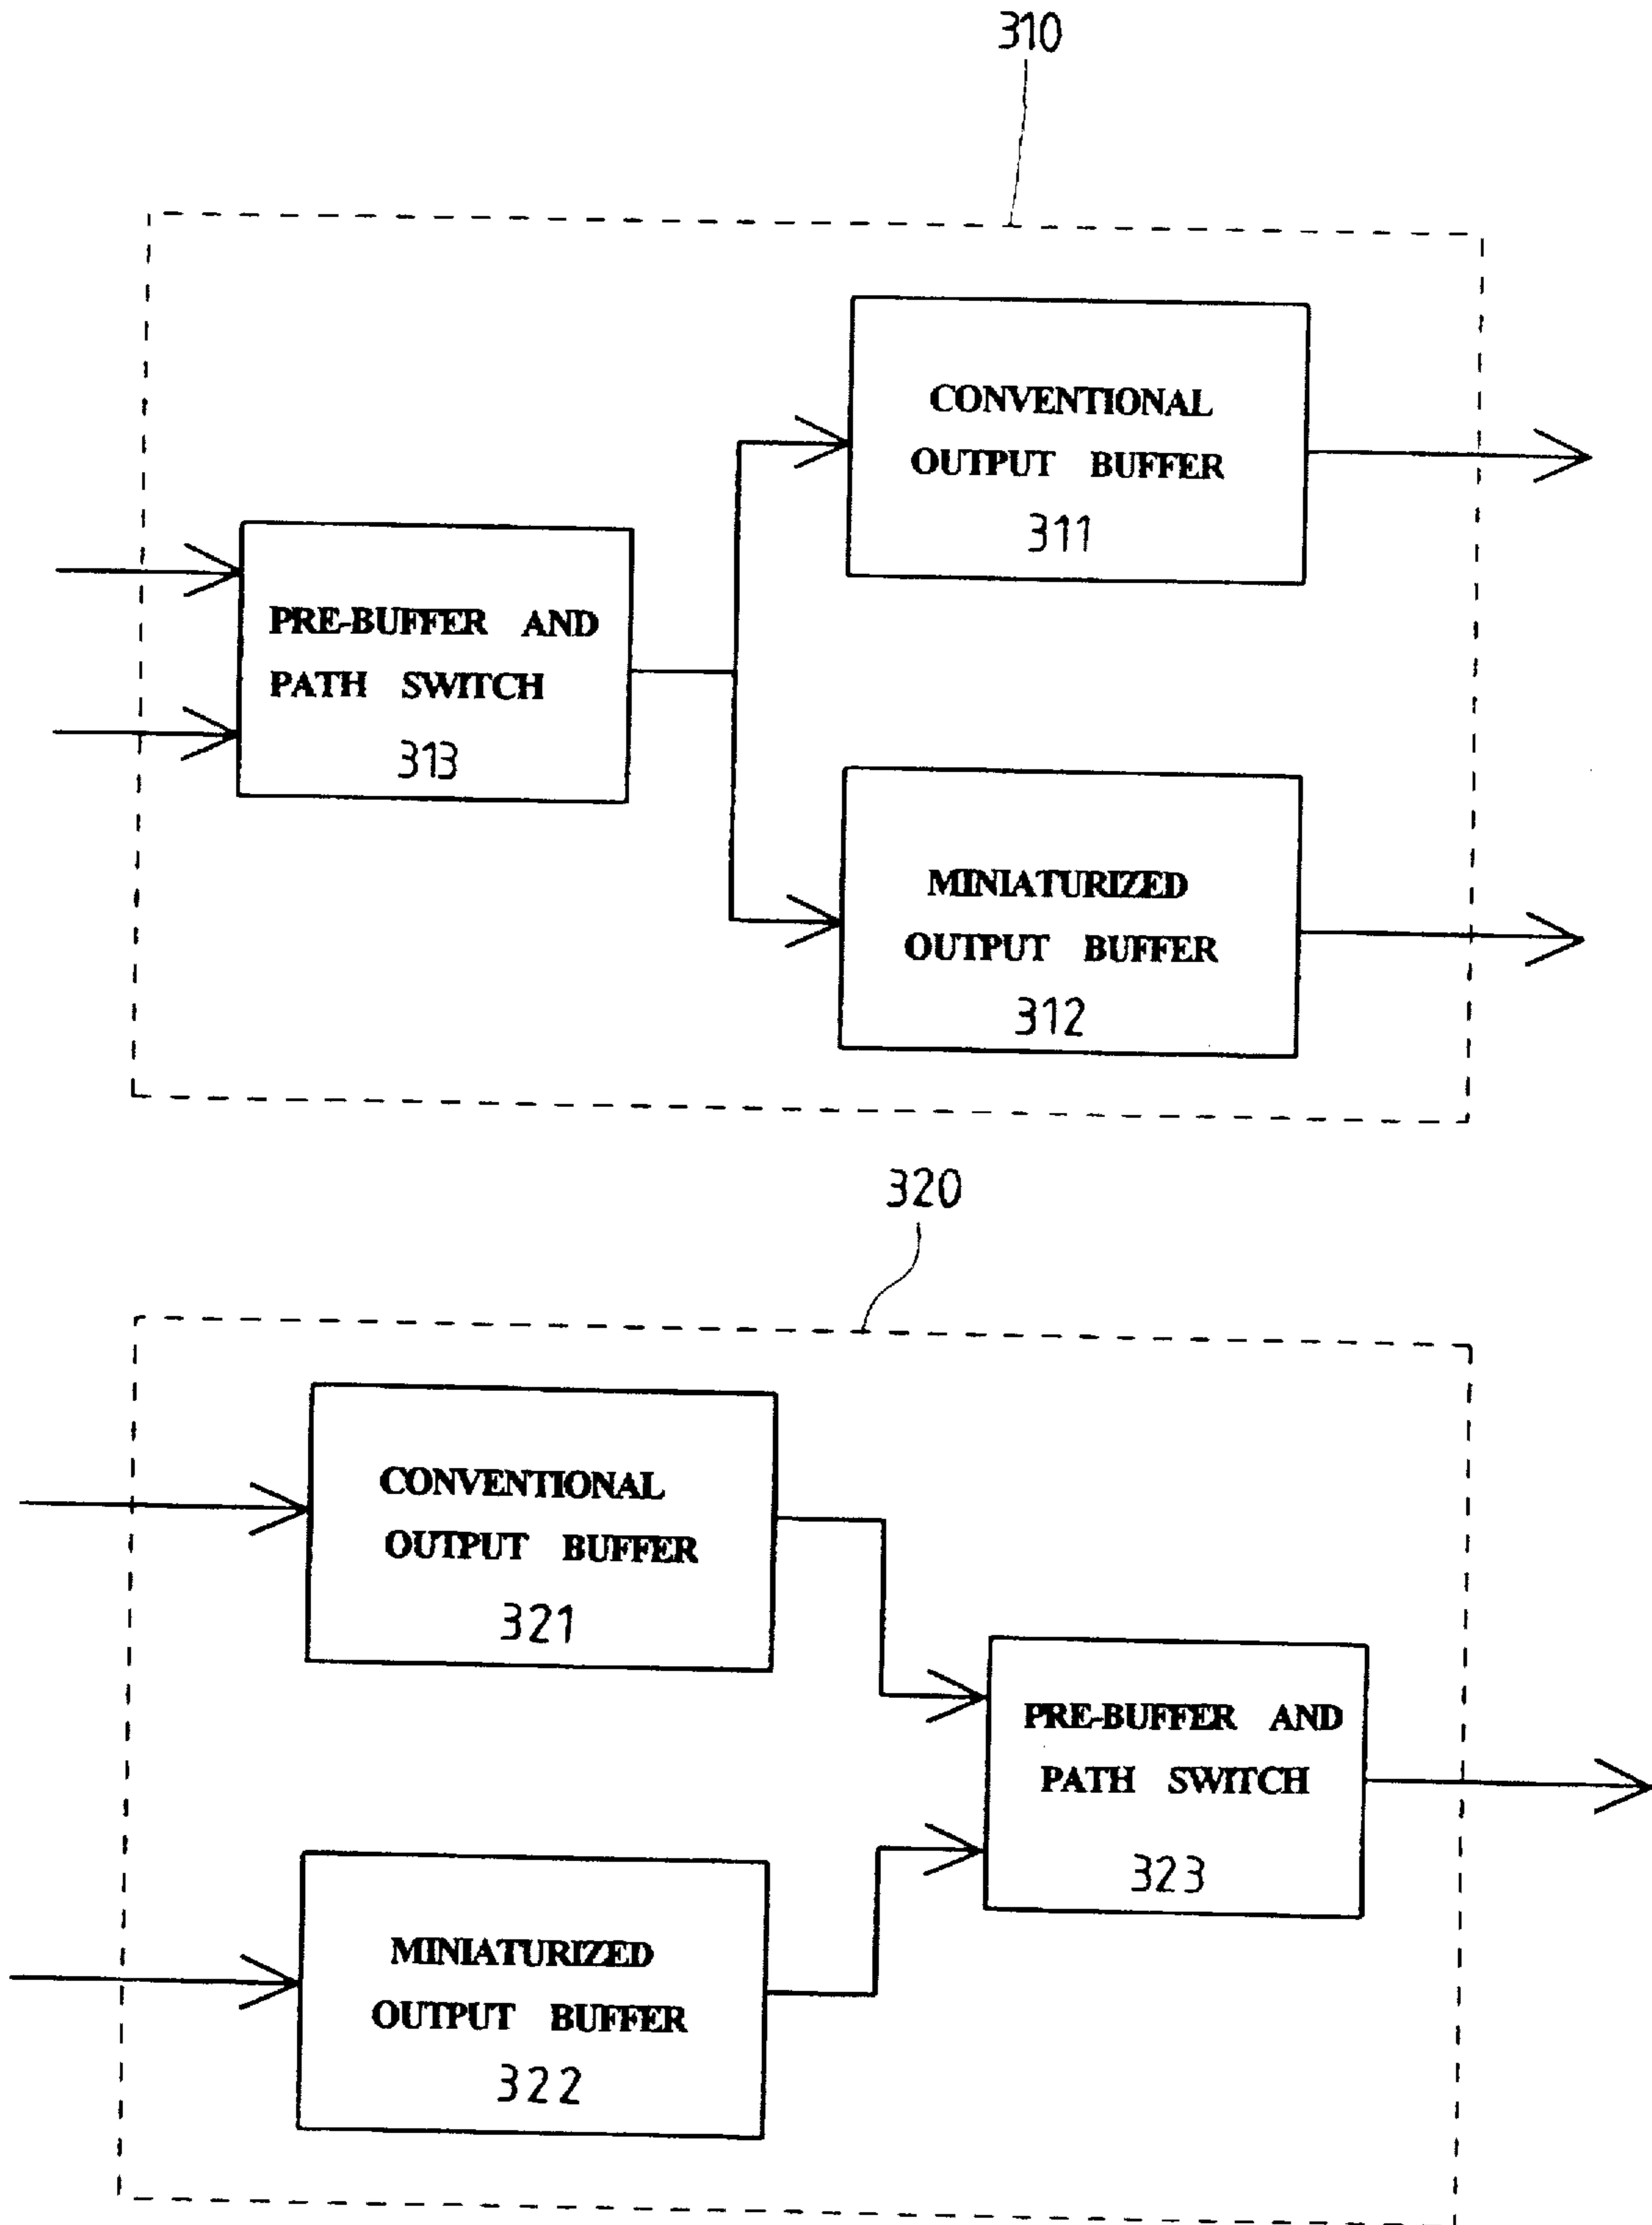 310
CONVENTIONAL
OUTPUT BUFFER
311
PRE-BUFFER AND
PATH SWITCH
313
MINIATURIZED
OUTPUT BUFFER
312
320
CONVENTIONAL
OUTPUT BUFFER
321
PRE-BUFFER AND
PATH SWITCH
323
MINIATURIZED
OUTPUT BUFFER
322